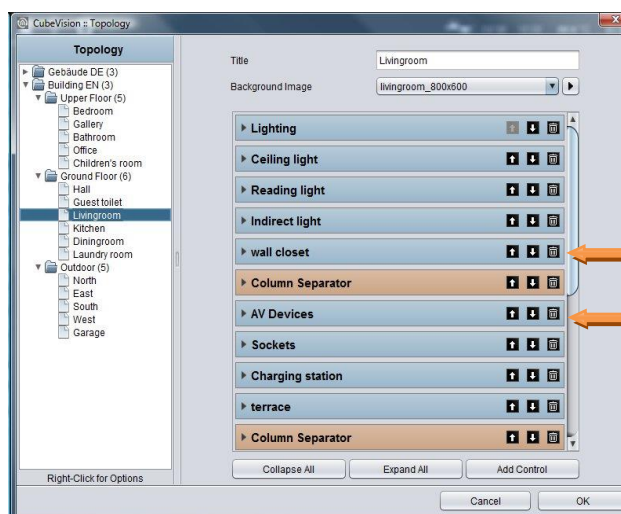 CubeVision :: Topology
Topology
Gebäude DE (3)
Building EN (3)
Upper Floor (5)
Bedroom
Gallery
Bathroom
Office
Children's room
Ground Floor (6)
Hall
Guest toilet
Livingroom
Kitchen
Diningroom
Laundry room
Outdoor (5)
North
East
South
West
Garage
Right-Click for Options
Title Livingroom
Background Image livingroom_800x600
Lighting
Ceiling light
Reading light
Indirect light
wall closet
Column Separator
AV Devices
Sockets
Charging station
terrace
Column Separator
Collapse All Expand All Add Control
Cancel OK